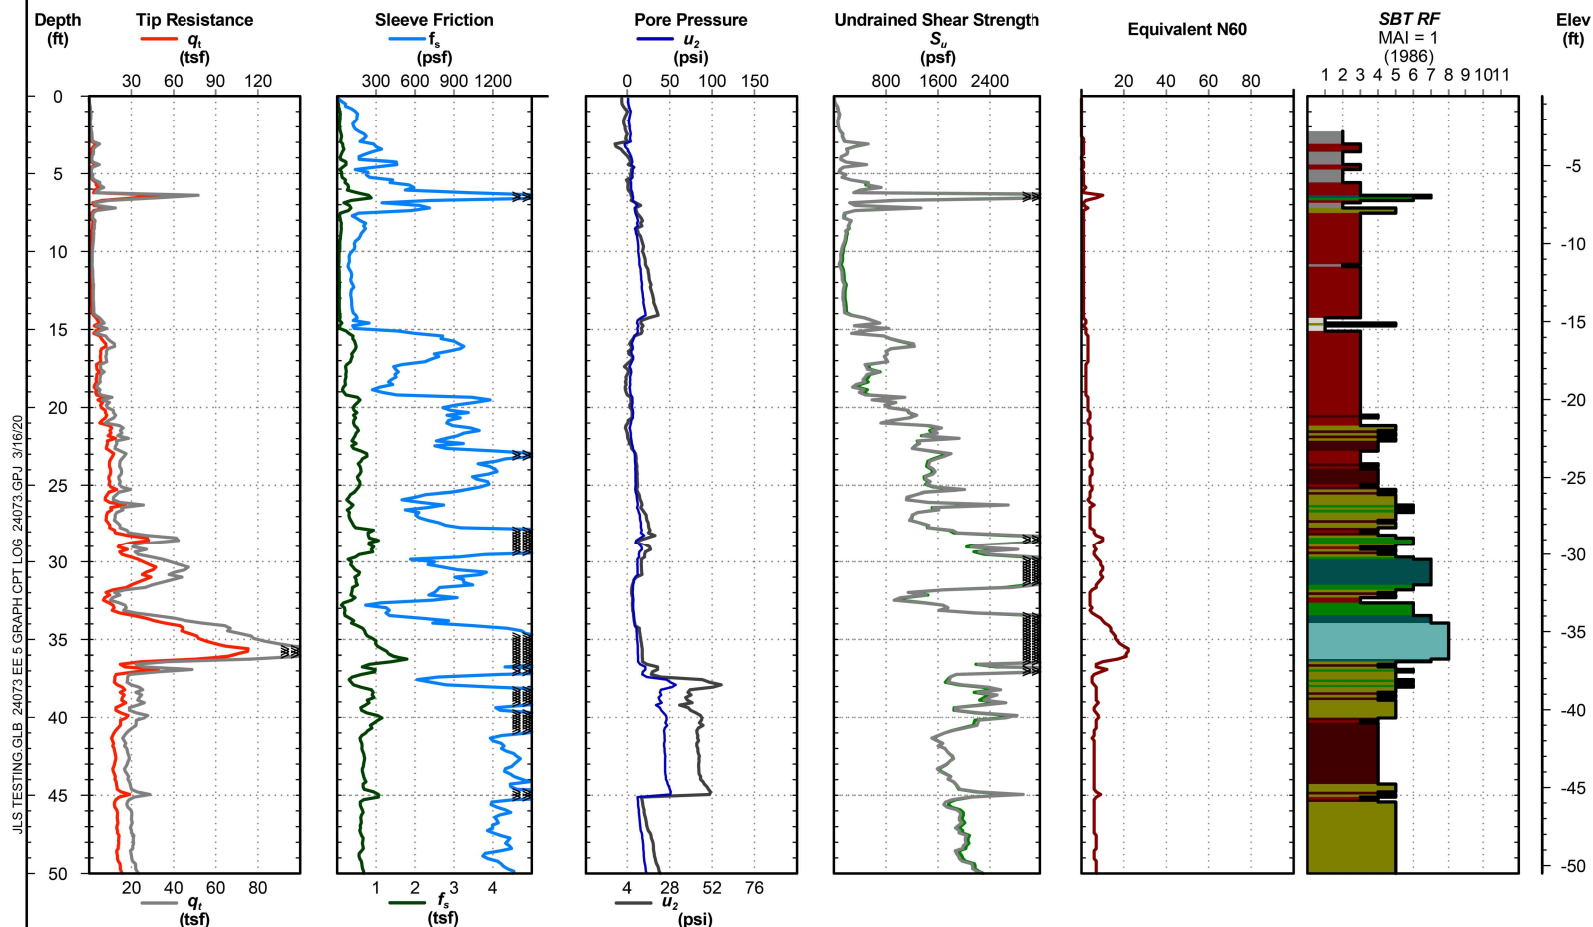 Depth
(ft)
Tip Resistance
qt
(tsf)
30 60 90 120
Sleeve Friction
fs
(psf)
300 600 900 1200
Pore Pressure
u2
(psi)
0 50 100 150
Undrained Shear Strength
Su
(psf)
800 1600 2400
Equivalent N60
20 40 60 80
SBT RF
MAI = 1
(1986)
1 2 3 4 5 6 7 8 9 1011
Elev
(ft)
0
5
10
15
20
25
30
35
40
45
50
-5
-10
-15
-20
-25
-30
-35
-40
-45
-50
20 40 60 80
qt
(tsf)
1 2 3 4
fs
(tsf)
4 28 52 76
u2
(psi)
JLS TESTING.GLB 24073 EE 5 GRAPH CPT LOG 24073.GPJ 3/16/20